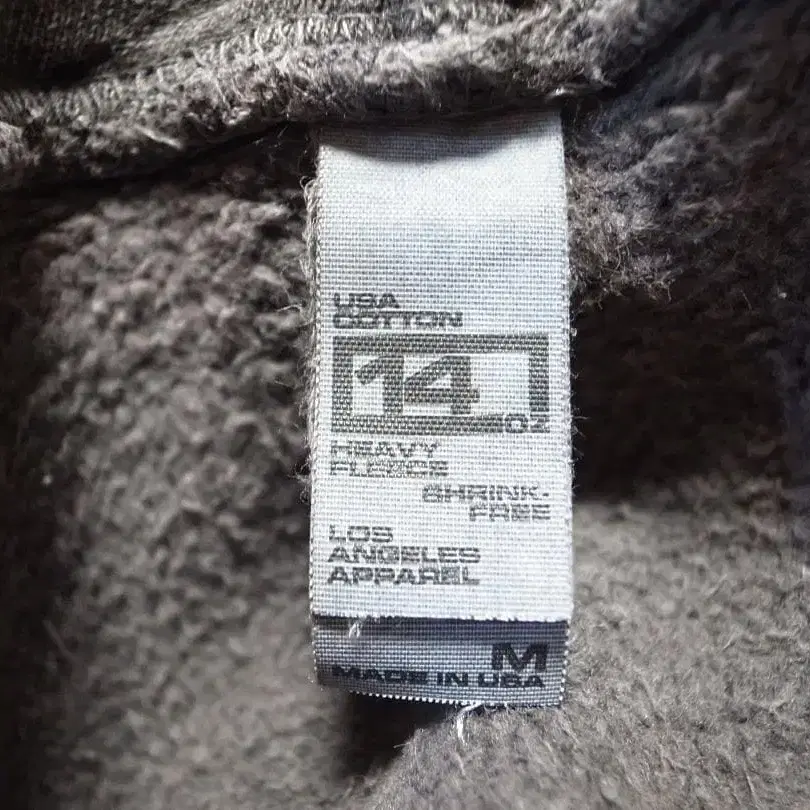 USA
COTTON
14
OZ
HEAVY
FLEECE
SHRINK-
FREE
LOS
ANGELES
APPAREL
M
MADE IN USA